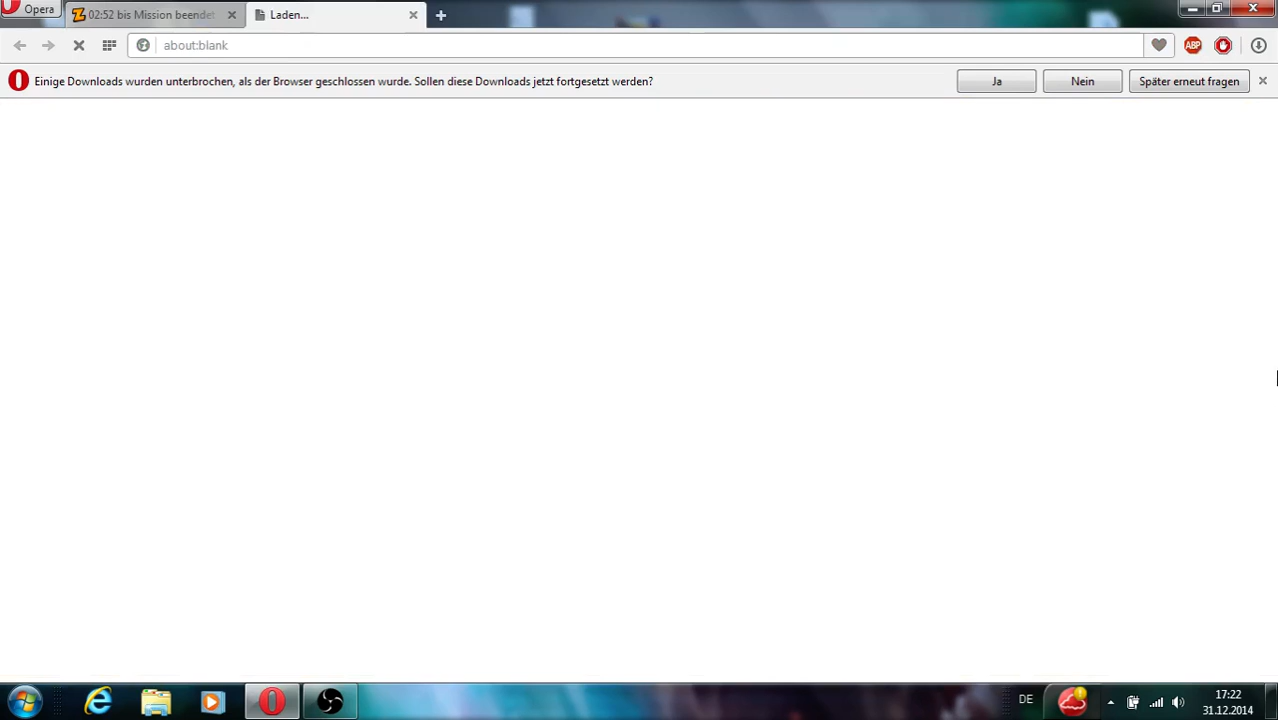 Opera
02:52 bis Mission beendet
Laden...
about:blank
ABP
Einige Downloads wurden unterbrochen, als der Browser geschlossen wurde. Sollen diese Downloads jetzt fortgesetzt werden?
Ja
Nein
Später erneut fragen
DE
17:22
31.12.2014